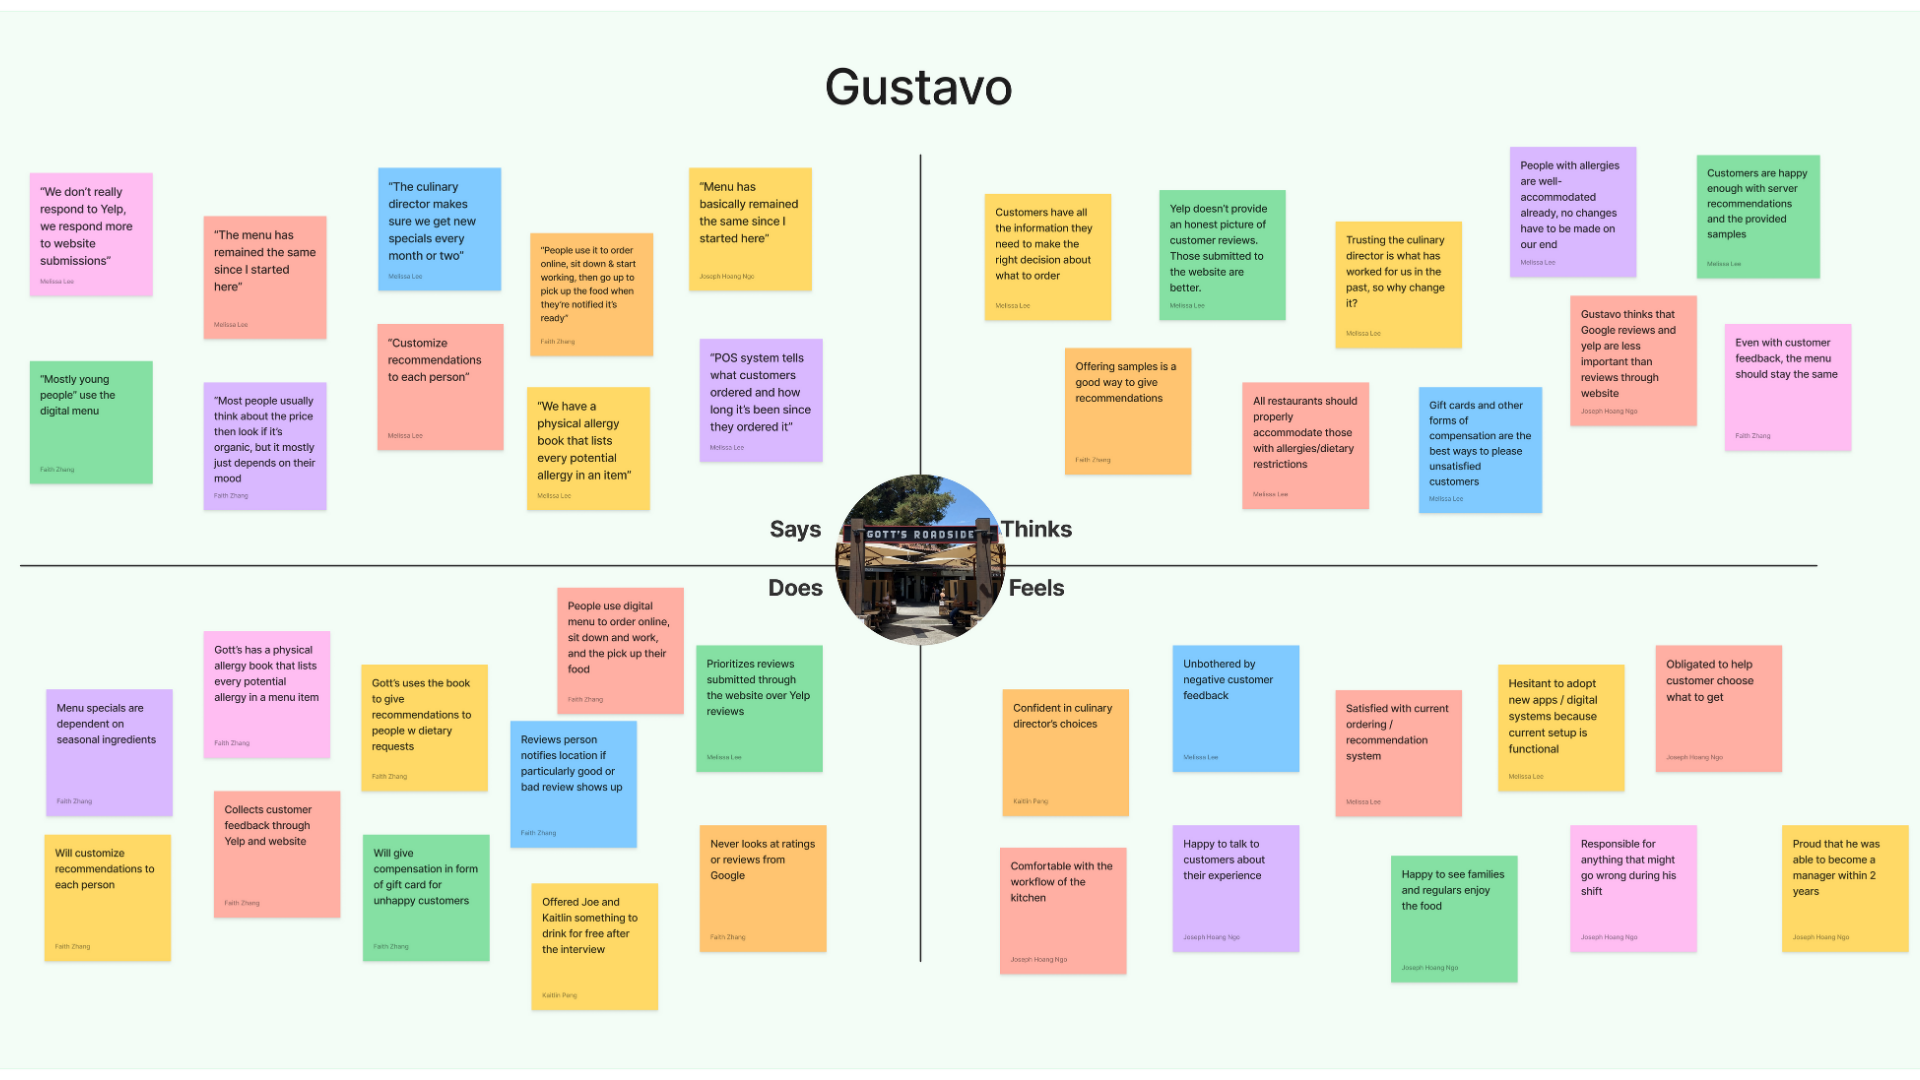 Gustavo
“We don’t really
respond to Yelp,
we respond more
to website
submissions”
Melissa Lee
“The menu has
remained the same
since I started
here”
Melissa Lee
“The culinary
director makes
sure we get new
specials every
month or two”
Melissa Lee
“People use it to order
online, sit down & start
working, then go up to
pick up the food when
they’re notified it’s
ready”
Faith Zhang
“Menu has
basically remained
the same since I
started here”
Joseph Hoang Ngo
“Mostly young
people” use the
digital menu
Faith Zhang
“Most people usually
think about the price
then look if it’s
organic, but it mostly
just depends on their
mood
Faith Zhang
“Customize
recommendations
to each person”
Melissa Lee
“We have a
physical allergy
book that lists
every potential
allergy in an item”
Melissa Lee
“POS system tells
what customers
ordered and how
long it’s been since
they ordered it”
Melissa Lee
Says
Customers have all
the information they
need to make the
right decision about
what to order
Melissa Lee
Yelp doesn’t provide
an honest picture of
customer reviews.
Those submitted to
the website are
better.
Melissa Lee
Trusting the culinary
director is what has
worked for us in the
past, so why change
it?
Melissa Lee
People with allergies
are well-
accommodated
already, no changes
have to be made on
our end
Melissa Lee
Customers are happy
enough with server
recommendations
and the provided
samples
Melissa Lee
Offering samples is a
good way to give
recommendations
Faith Zhang
All restaurants should
properly
accommodate those
with allergies/dietary
restrictions
Melissa Lee
Gift cards and other
forms of
compensation are the
best ways to please
unsatisfied
customers
Melissa Lee
Gustavo thinks that
Google reviews and
yelp are less
important than
reviews through
website
Joseph Hoang Ngo
Even with customer
feedback, the menu
should stay the same
Faith Zhang
Thinks
GOTT'S ROADSIDE
Does
Menu specials are
dependent on
seasonal ingredients
Faith Zhang
Gott’s has a physical
allergy book that lists
every potential
allergy in a menu item
Faith Zhang
Gott’s uses the book
to give
recommendations to
people w dietary
requests
Faith Zhang
People use digital
menu to order online,
sit down and work,
and the pick up their
food
Faith Zhang
Reviews person
notifies location if
particularly good or
bad review shows up
Faith Zhang
Prioritizes reviews
submitted through
the website over Yelp
reviews
Melissa Lee
Will customize
recommendations to
each person
Faith Zhang
Collects customer
feedback through
Yelp and website
Faith Zhang
Will give
compensation in form
of gift card for
unhappy customers
Faith Zhang
Offered Joe and
Kaitlin something to
drink for free after
the interview
Kaitlin Peng
Never looks at ratings
or reviews from
Google
Faith Zhang
Feels
Confident in culinary
director’s choices
Kaitlin Peng
Unbothered by
negative customer
feedback
Melissa Lee
Satisfied with current
ordering /
recommendation
system
Melissa Lee
Hesitant to adopt
new apps / digital
systems because
current setup is
functional
Melissa Lee
Obligated to help
customer choose
what to get
Joseph Hoang Ngo
Comfortable with the
workflow of the
kitchen
Joseph Hoang Ngo
Happy to talk to
customers about
their experience
Joseph Hoang Ngo
Happy to see families
and regulars enjoy
the food
Joseph Hoang Ngo
Responsible for
anything that might
go wrong during his
shift
Joseph Hoang Ngo
Proud that he was
able to become a
manager within 2
years
Joseph Hoang Ngo